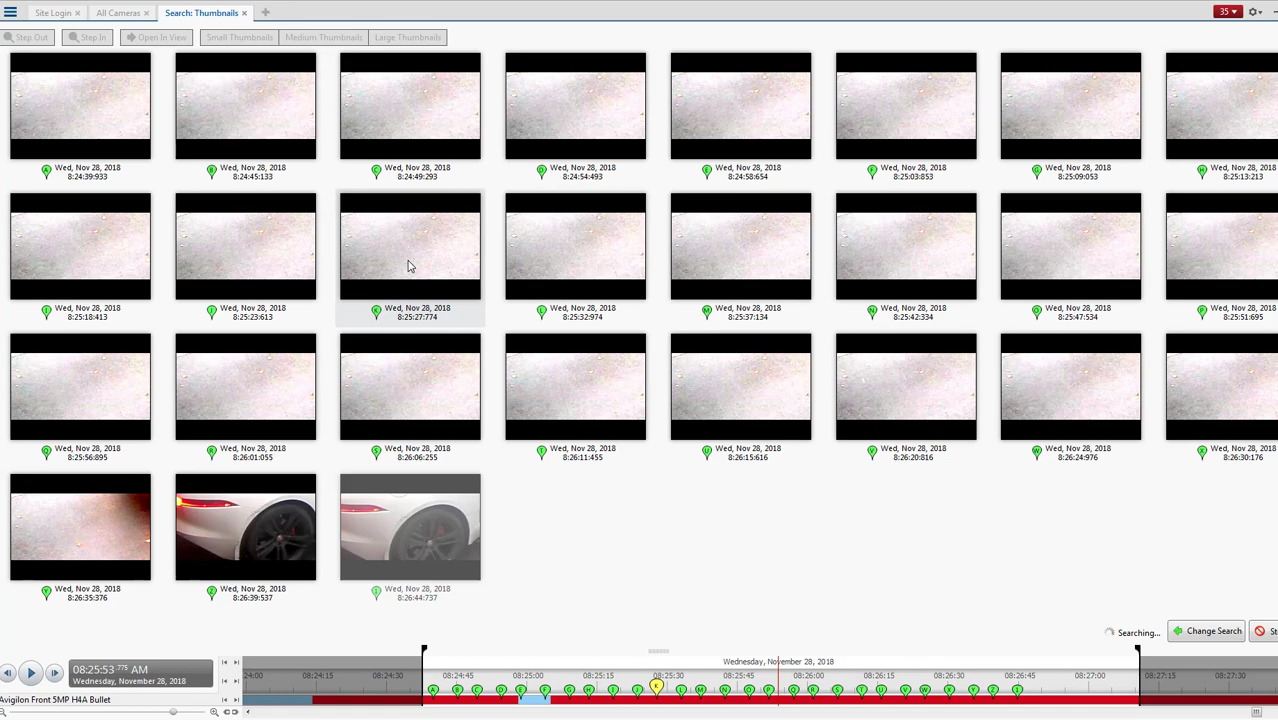 Site Login × All Cameras × Search: Thumbnails × 35
Step Out Step In Open In View Small Thumbnails Medium Thumbnails Large Thumbnails
A Wed, Nov 28, 2018 B Wed, Nov 28, 2018 C Wed, Nov 28, 2018 D Wed, Nov 28, 2018 E Wed, Nov 28, 2018 F Wed, Nov 28, 2018 G Wed, Nov 28, 2018 H Wed, Nov 28, 2018
8:24:39:933 8:24:45:133 8:24:49:293 8:24:54:493 8:24:58:654 8:25:03:853 8:25:09:053 8:25:13:213
I Wed, Nov 28, 2018 J Wed, Nov 28, 2018 K Wed, Nov 28, 2018 L Wed, Nov 28, 2018 M Wed, Nov 28, 2018 N Wed, Nov 28, 2018 O Wed, Nov 28, 2018 P Wed, Nov 28, 2018
8:25:18:413 8:25:23:613 8:25:27:774 8:25:32:974 8:25:37:134 8:25:42:334 8:25:47:534 8:25:51:695
Q Wed, Nov 28, 2018 R Wed, Nov 28, 2018 S Wed, Nov 28, 2018 T Wed, Nov 28, 2018 U Wed, Nov 28, 2018 V Wed, Nov 28, 2018 W Wed, Nov 28, 2018 X Wed, Nov 28, 2018
8:25:56:895 8:26:01:055 8:26:06:255 8:26:11:455 8:26:15:616 8:26:20:816 8:26:24:976 8:26:30:176
Y Wed, Nov 28, 2018 Z Wed, Nov 28, 2018 Wed, Nov 28, 2018
8:26:35:376 8:26:39:537 8:26:44:737
Searching... Change Search St
08:25:53.775 AM
Wednesday, November 28, 2018
Wednesday, November 28, 2018
:24:00 08:24:15 08:24:30 08:24:45 08:25:00 08:25:15 08:25:30 08:25:45 08:26:00 08:26:15 08:26:30 08:26:45 08:27:00 08:27:15 08:27:30
A B C D E F G H I J K L M N O P Q R S T U V W X Y Z
Avigilon Front 5MP H4A Bullet